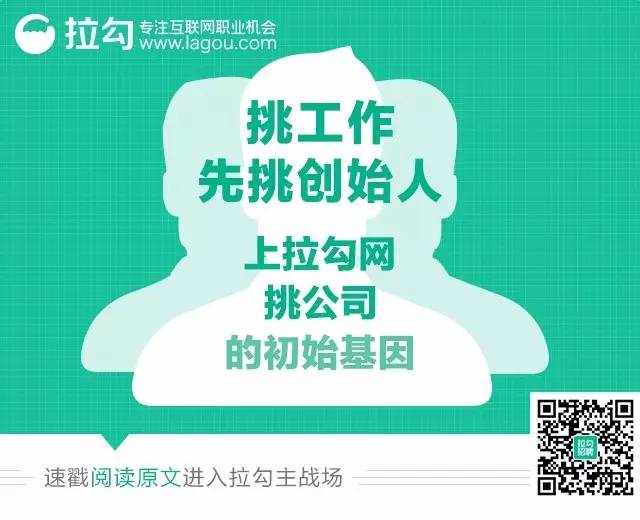 拉勾
专注互联网职业机会
www.lagou.com
挑工作
先挑创始人
上拉勾网
挑公司
的初始基因
速戳阅读原文进入拉勾主战场
拉勾
招聘